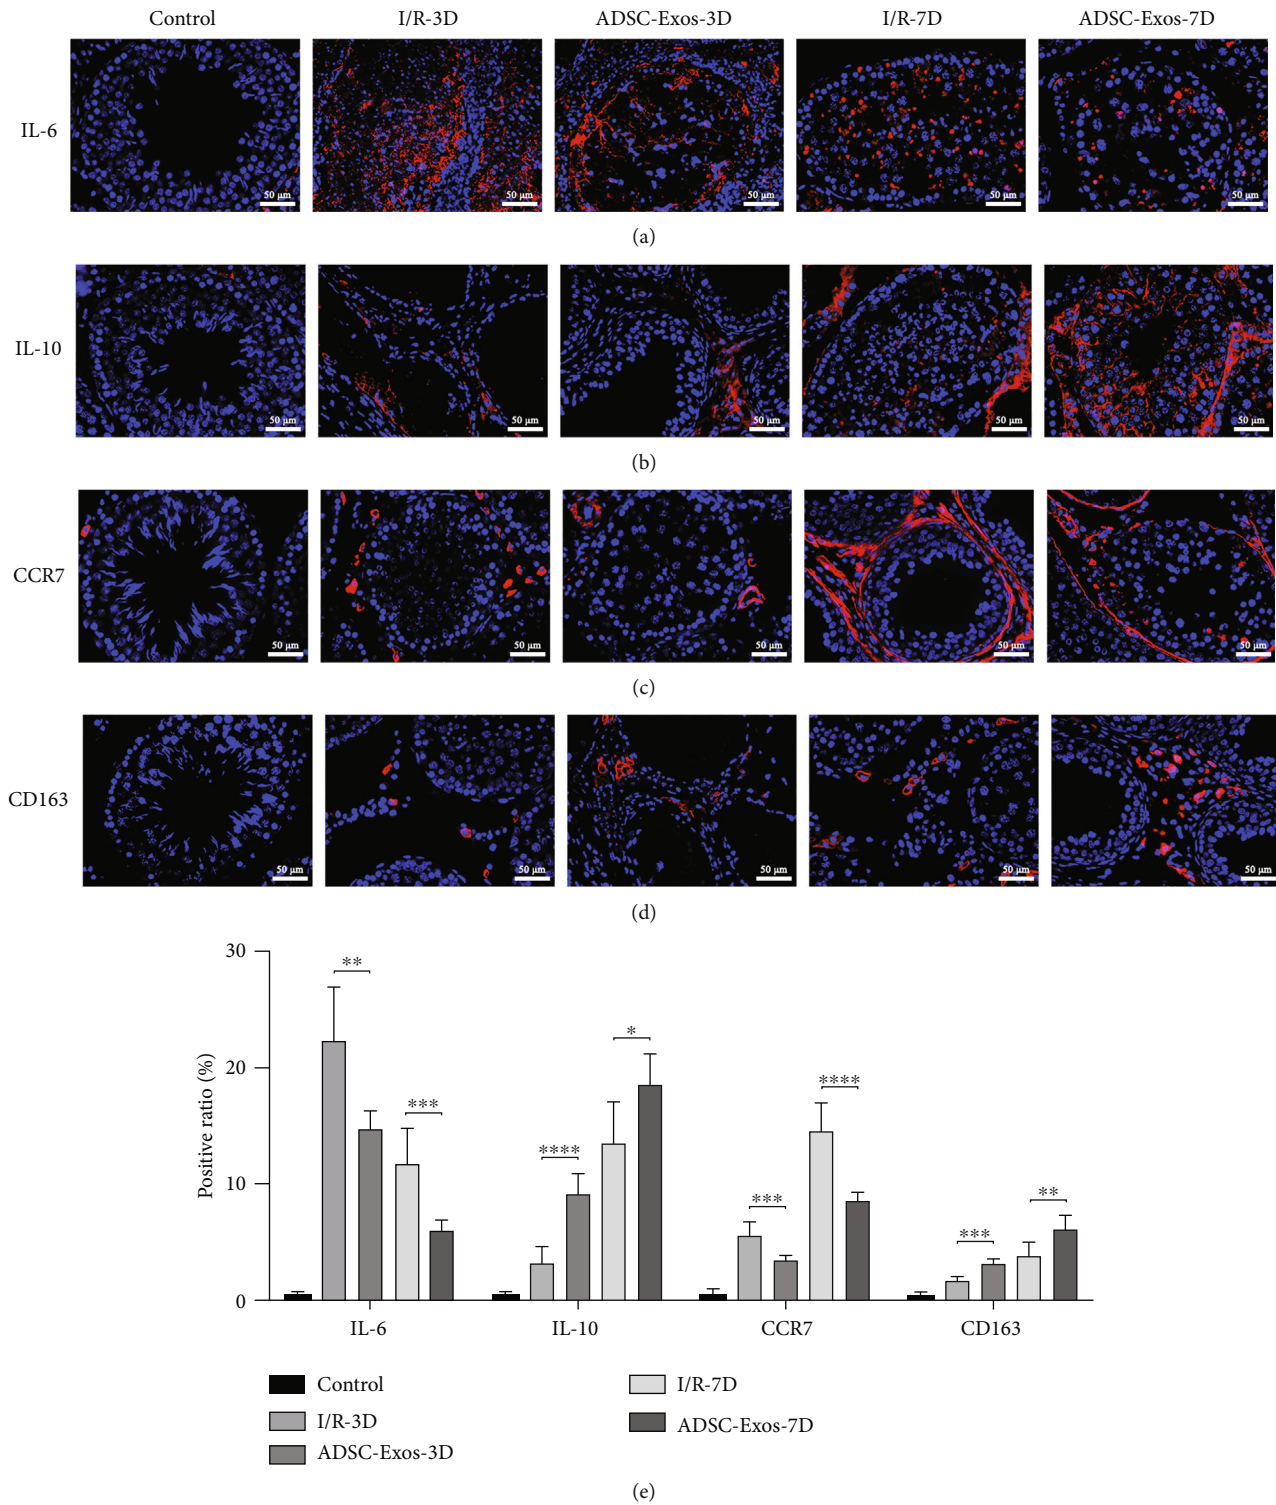 Control I/R-3D ADSC-Exos-3D I/R-7D ADSC-Exos-7D
IL-6
50 μm 50 μm 50 μm 50 μm 50 μm
(a)
IL-10
50 μm 50 μm 50 μm 50 μm 50 μm
(b)
CCR7
50 μm 50 μm 50 μm 50 μm 50 μm
(c)
CD163
50 μm 50 μm 50 μm 50 μm 50 μm
(d)
Positive ratio (%)
30
20
10
0
** *** **** * *** **** *** **
IL-6 IL-10 CCR7 CD163
Control I/R-7D
I/R-3D ADSC-Exos-7D
ADSC-Exos-3D
(e)